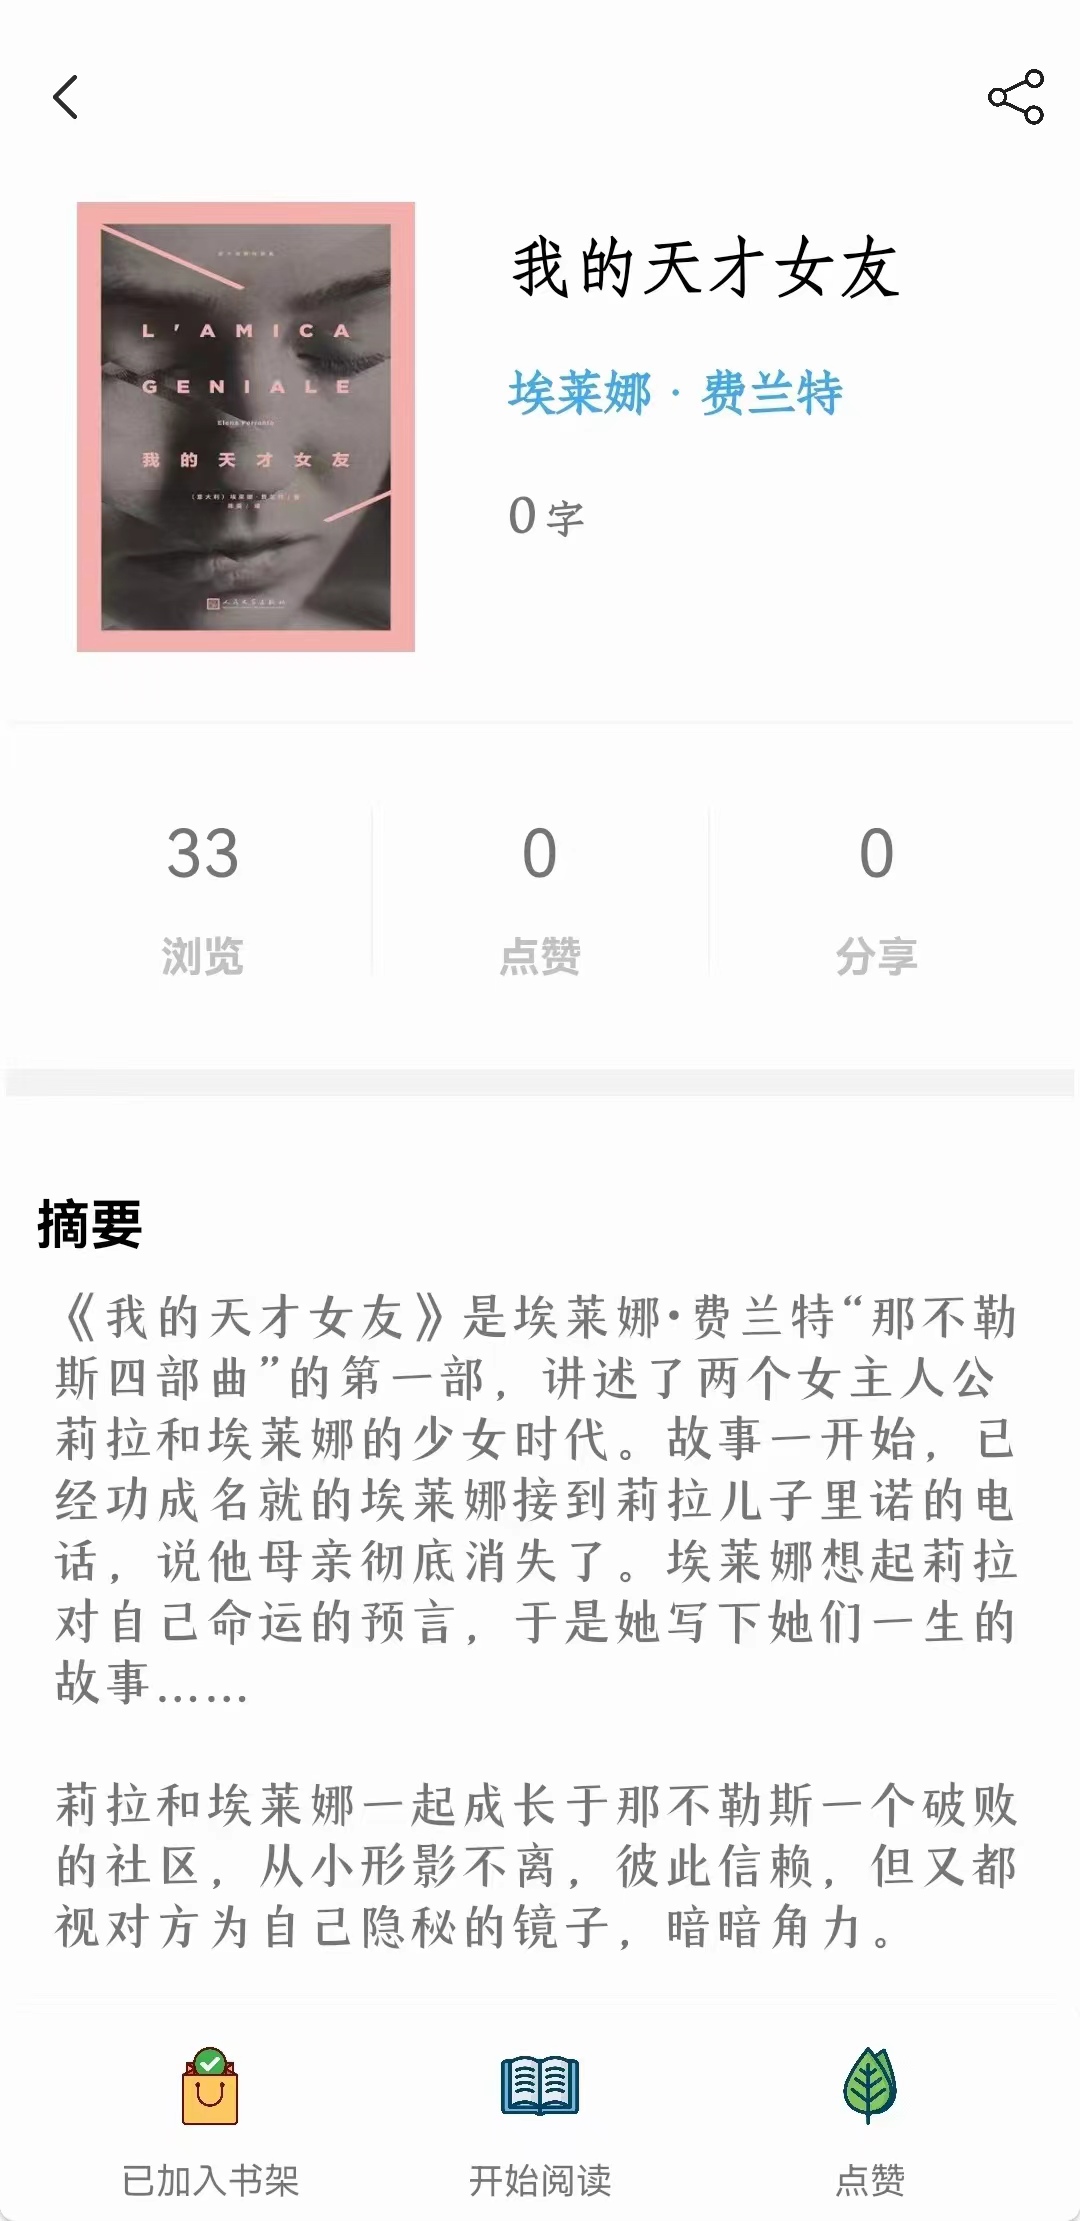 L'AMICA
GENIALE
Elena Ferrante
我的天才女友
人民文学出版社
我的天才女友
埃莱娜·费兰特
0字
33
0
0
浏览
点赞
分享
摘要
《我的天才女友》是埃莱娜•费兰特“那不勒
斯四部曲”的第一部，讲述了两个女主人公
莉拉和埃莱娜的少女时代。故事一开始，已
经功成名就的埃莱娜接到莉拉儿子里诺的电
话，说他母亲彻底消失了。埃莱娜想起莉拉
对自己命运的预言，于是她写下她们一生的
故事……
莉拉和埃莱娜一起成长于那不勒斯一个破败
的社区，从小形影不离，彼此信赖，但又都
视对方为自己隐秘的镜子，暗暗角力。
已加入书架
开始阅读
点赞